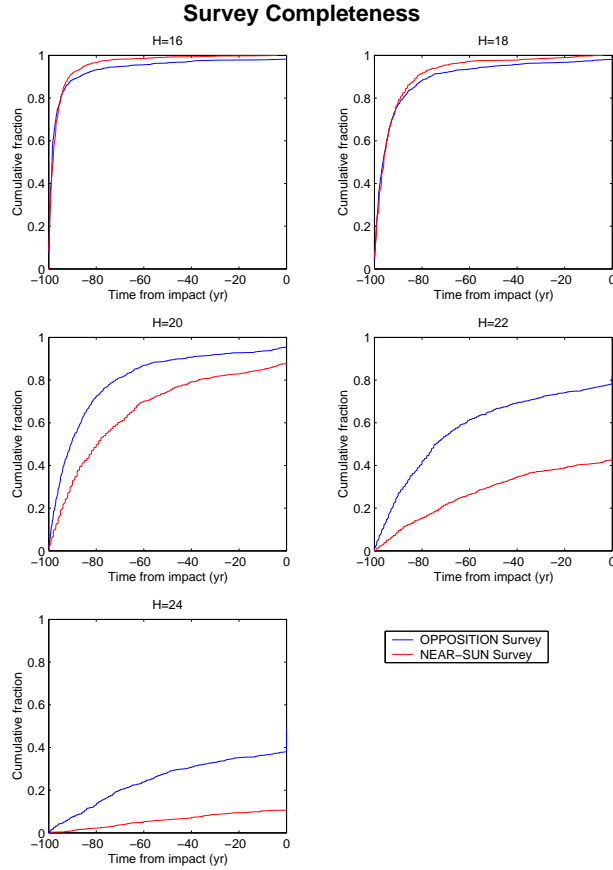 Survey Completeness
H=16
1
0.8
0.6
0.4
0.2
0
Cumulative fraction
−100 −80 −60 −40 −20 0
Time from impact (yr)
H=18
1
0.8
0.6
0.4
0.2
0
Cumulative fraction
−100 −80 −60 −40 −20 0
Time from impact (yr)
H=20
1
0.8
0.6
0.4
0.2
0
Cumulative fraction
−100 −80 −60 −40 −20 0
Time from impact (yr)
H=22
1
0.8
0.6
0.4
0.2
0
Cumulative fraction
−100 −80 −60 −40 −20 0
Time from impact (yr)
H=24
1
0.8
0.6
0.4
0.2
0
Cumulative fraction
−100 −80 −60 −40 −20 0
Time from impact (yr)
OPPOSITION Survey
NEAR−SUN Survey